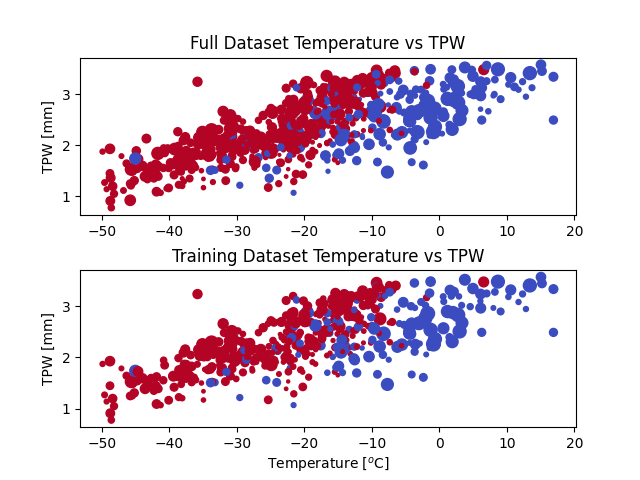 Full Dataset Temperature vs TPW
TPW [mm]
3
2
1
−50 −40 −30 −20 −10 0 10 20
Training Dataset Temperature vs TPW
TPW [mm]
3
2
1
−50 −40 −30 −20 −10 0 10 20
Temperature [°C]